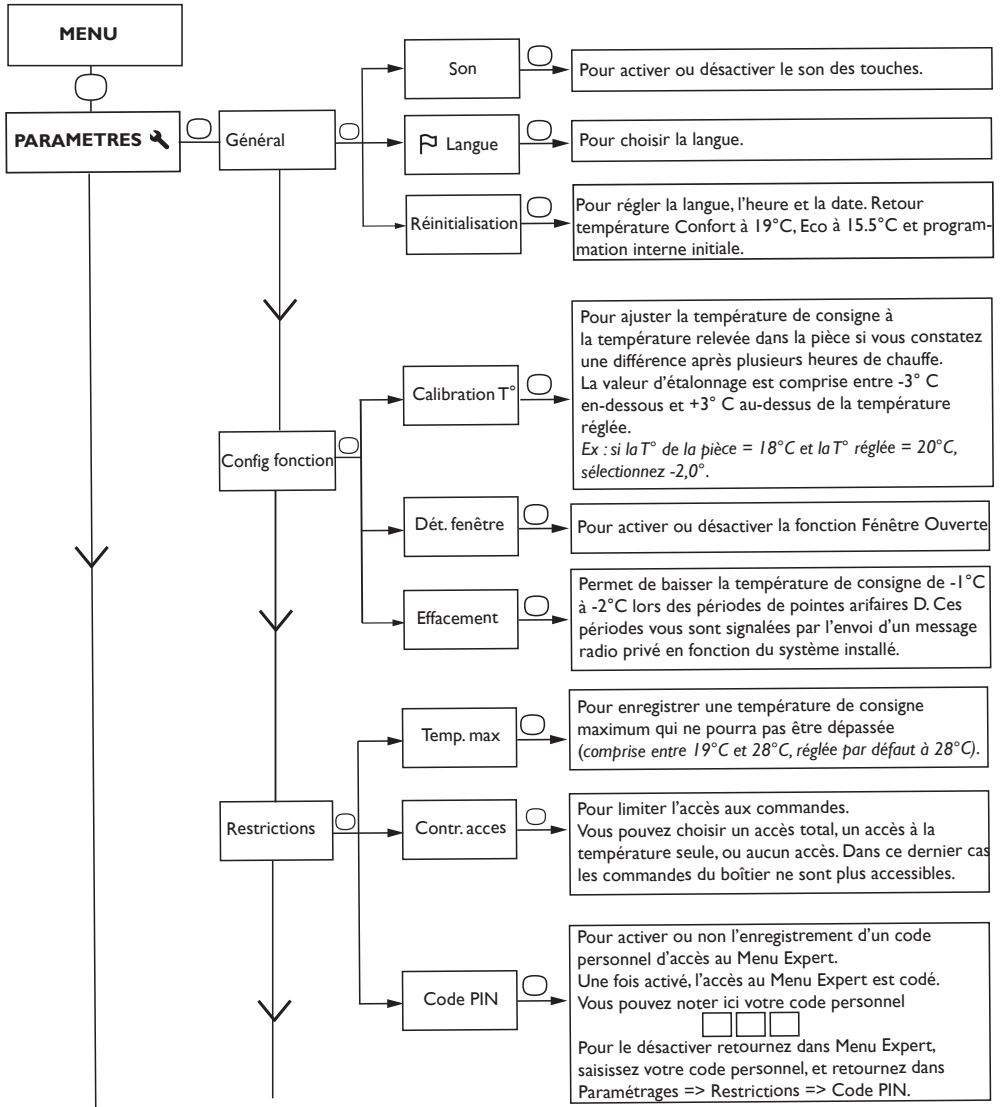 MENU
PARAMETRES
Général
Son
Pour activer ou désactiver le son des touches.
Langue
Pour choisir la langue.
Réinitialisation
Pour régler la langue, l'heure et la date. Retour
température Confort à 19°C, Eco à 15.5°C et program-
mation interne initiale.
Config fonction
Calibration T°
Pour ajuster la température de consigne à
la température relevée dans la pièce si vous constatez
une différence après plusieurs heures de chauffe.
La valeur d'étalonnage est comprise entre -3° C
en-dessous et +3° C au-dessus de la température
réglée.
Ex : si la T° de la pièce = 18°C et la T° réglée = 20°C,
sélectionnez -2,0°.
Dét. fenêtre
Pour activer ou désactiver la fonction Fénêtre Ouverte
Effacement
Permet de baisser la température de consigne de -1°C
à -2°C lors des périodes de pointes arifaires D. Ces
périodes vous sont signalées par l'envoi d'un message
radio privé en fonction du système installé.
Restrictions
Temp. max
Pour enregistrer une température de consigne
maximum qui ne pourra pas être dépassée
(comprise entre 19°C et 28°C, réglée par défaut à 28°C).
Contr. acces
Pour limiter l'accès aux commandes.
Vous pouvez choisir un accès total, un accès à la
température seule, ou aucun accès. Dans ce dernier cas
les commandes du boîtier ne sont plus accessibles.
Code PIN
Pour activer ou non l'enregistrement d'un code
personnel d'accès au Menu Expert.
Une fois activé, l'accès au Menu Expert est codé.
Vous pouvez noter ici votre code personnel
Pour le désactiver retournez dans Menu Expert,
saisissez votre code personnel, et retournez dans
Paramétrages => Restrictions => Code PIN.